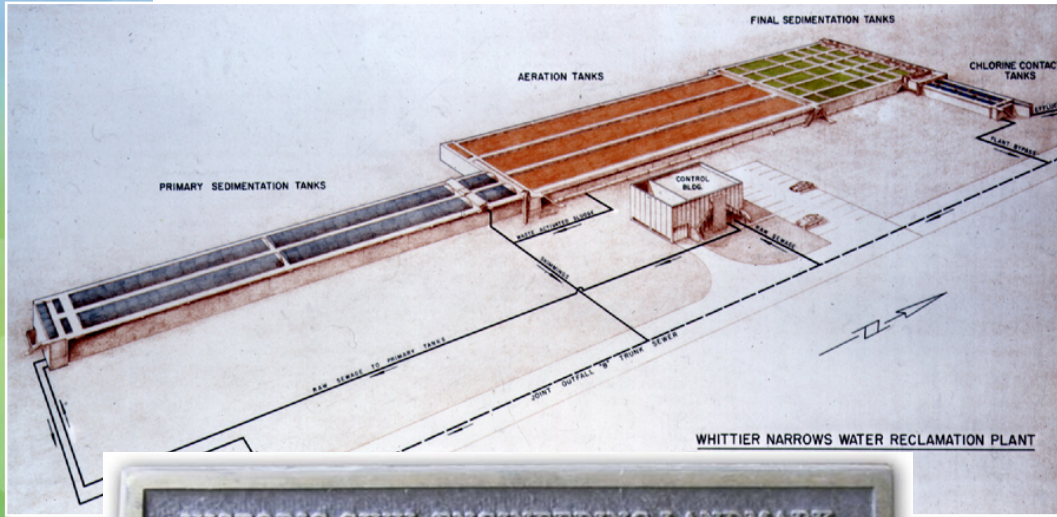 FINAL SEDIMENTATION TANKS
CHLORINE CONTAC
TANKS
AERATION TANKS
PLANT BYPASS
PRIMARY SEDIMENTATION TANKS
CONTROL
BLDG.
WASTE ACTIVATED SLUDGE
RAW SEWAGE
SKIMMINGS
RAW SEWAGE TO PRIMARY TANKS
JOINT OUTFALL "B" TRUNK SEWER
WHITTIER NARROWS WATER RECLAMATION PLANT